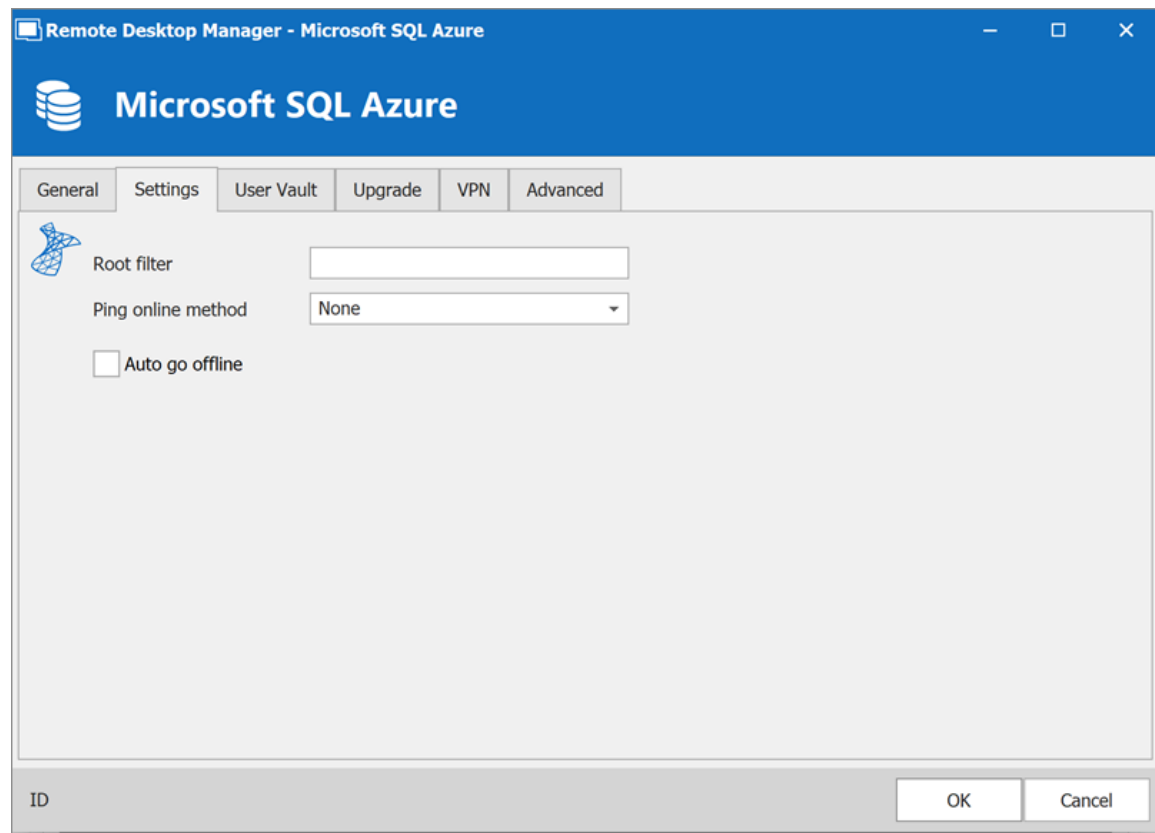 Remote Desktop Manager - Microsoft SQL Azure
Microsoft SQL Azure
General Settings User Vault Upgrade VPN Advanced
Root filter
Ping online method None
Auto go offline
ID OK Cancel